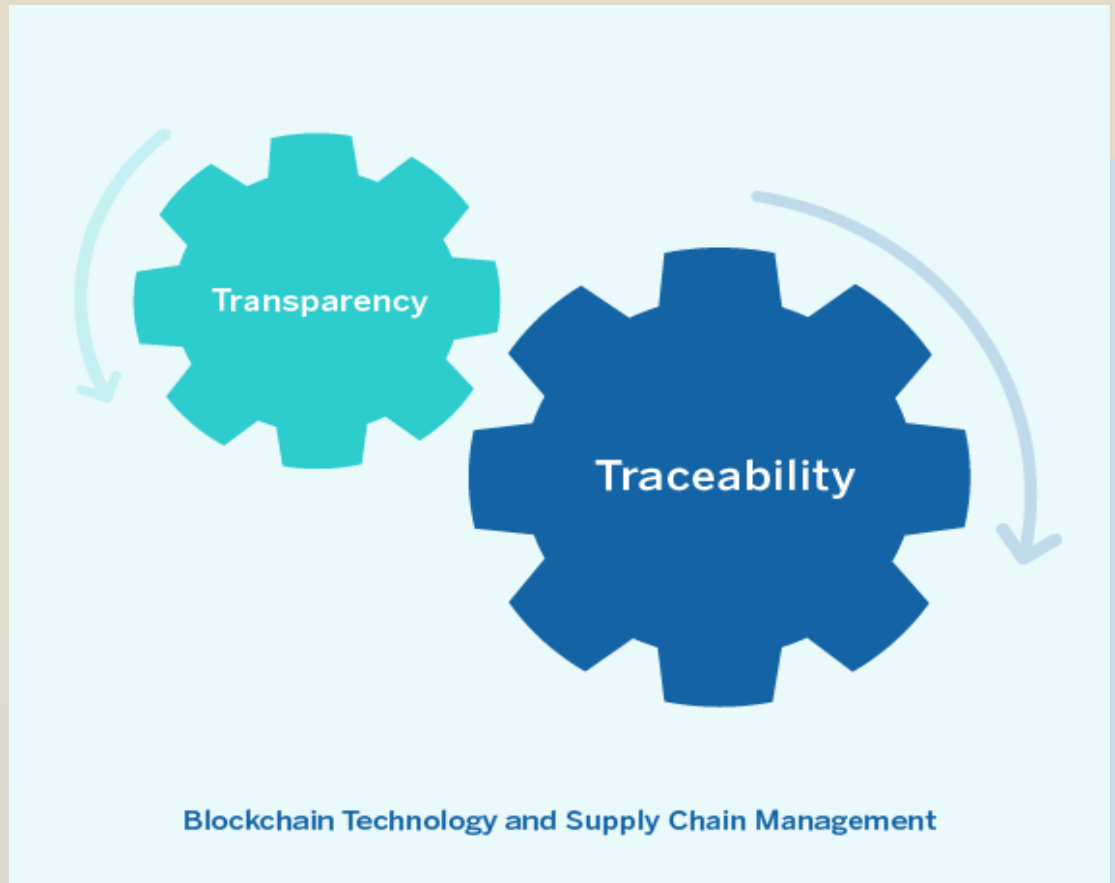 Transparency
Traceability
Blockchain Technology and Supply Chain Management